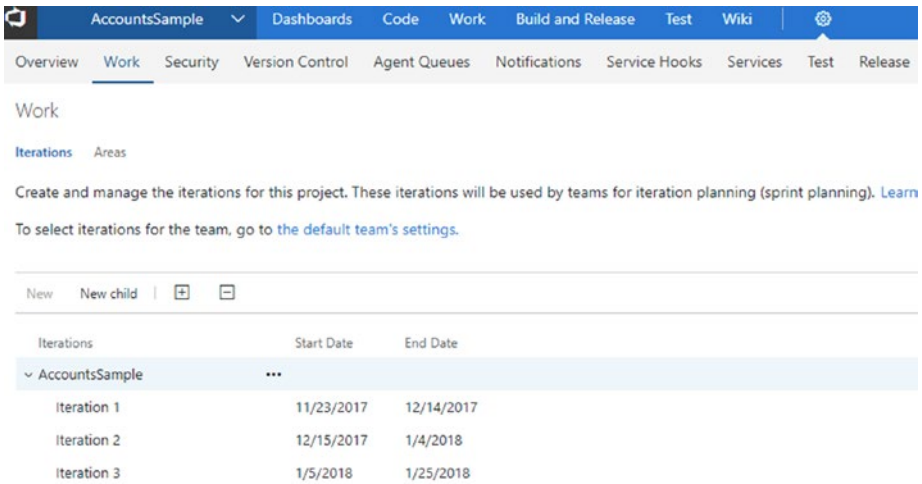 AccountsSample Dashboards Code Work Build and Release Test Wiki
Overview Work Security Version Control Agent Queues Notifications Service Hooks Services Test Release
Work
Iterations Areas
Create and manage the iterations for this project. These iterations will be used by teams for iteration planning (sprint planning). Learn
To select iterations for the team, go to the default team's settings.
New New child
Iterations Start Date End Date
AccountsSample ...
Iteration 1 11/23/2017 12/14/2017
Iteration 2 12/15/2017 1/4/2018
Iteration 3 1/5/2018 1/25/2018